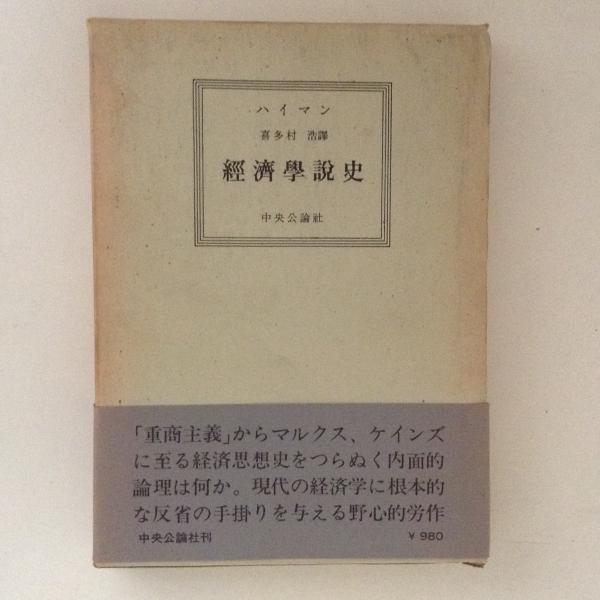 ハイマン
喜多村 浩譯
經濟學說史
中央公論社
「重商主義」からマルクス、ケインズ
に至る経済思想史をつらぬく内面的
論理は何か。現代の経済学に根本的
な反省の手掛りを与える野心的労作
中央公論社刊 ¥980